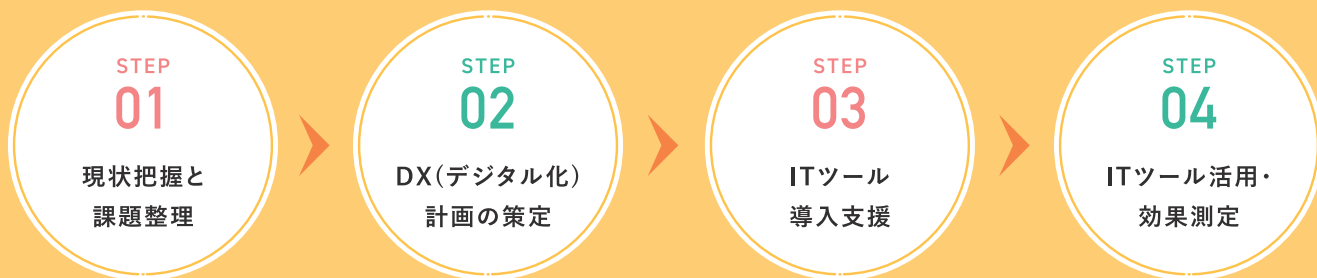 STEP
01
現状把握と
課題整理
STEP
02
DX(デジタル化)
計画の策定
STEP
03
ITツール
導入支援
STEP
04
ITツール活用・
効果測定